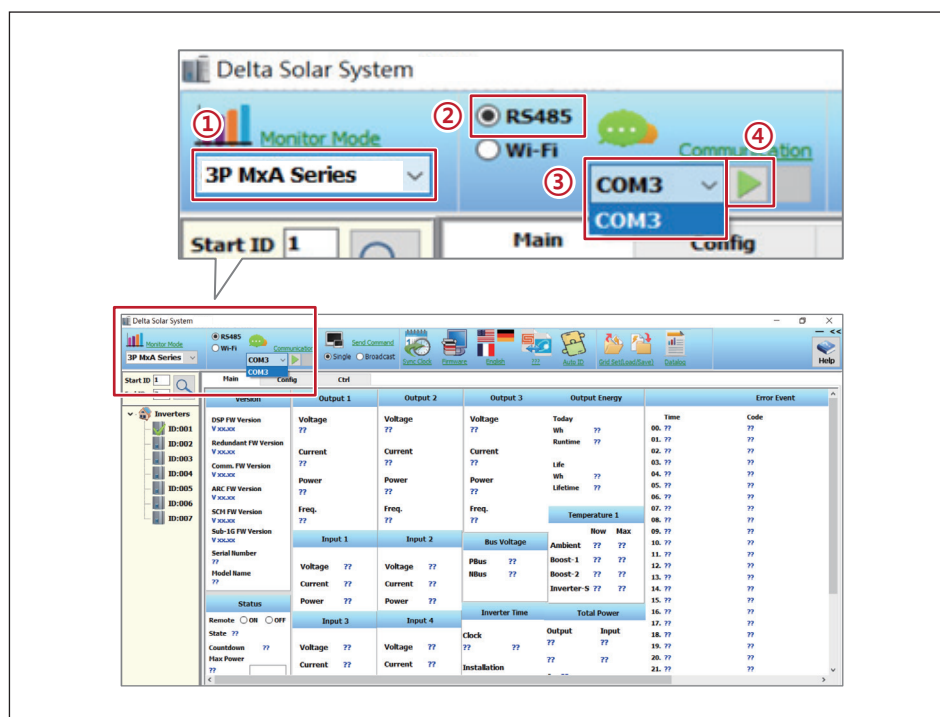 Delta Solar System
①
Monitor Mode
3P MxA Series
②
RS485
Wi-Fi
③
COM3
COM3
④
Communication
Start ID 1
Main
Config
Delta Solar System
Monitor Mode
3P MxA Series
RS485
Wi-Fi
Communication
COM3
COM3
Send Command
Single Broadcast
Sync Clock
Firmware
English
???
Auto ID
Grid Set(Load/Save)
Datalog
<<
Help
Start ID 1
Main Config Ctrl
Inverters
ID:001
ID:002
ID:003
ID:004
ID:005
ID:006
ID:007
Version
DSP FW Version
V xx.xx
Redundant FW Version
V xx.xx
Comm. FW Version
V xx.xx
ARC FW Version
V xx.xx
SCM FW Version
V xx.xx
Sub-1G FW Version
V xx.xx
Serial Number
??
Model Name
??
Status
Remote ON OFF
State ??
Countdown ??
Max Power
??
Output 1
Voltage
??
Current
??
Power
??
Freq.
??
Output 2
Voltage
??
Current
??
Power
??
Freq.
??
Output 3
Voltage
??
Current
??
Power
??
Freq.
??
Input 1
Voltage ??
Current ??
Power ??
Input 2
Voltage ??
Current ??
Power ??
Input 3
Voltage ??
Current ??
Input 4
Voltage ??
Current ??
Bus Voltage
PBus ??
NBus ??
Inverter Time
Clock
?? ??
Installation
Output Energy
Today
Wh ??
Runtime ??
Life
Wh ??
Lifetime ??
Temperature 1
Now Max
Ambient ?? ??
Boost-1 ?? ??
Boost-2 ?? ??
Inverter-S ?? ??
Total Power
Output Input
?? ??
?? ??
Error Event
Time Code
00. ?? ??
01. ?? ??
02. ?? ??
03. ?? ??
04. ?? ??
05. ?? ??
06. ?? ??
07. ?? ??
08. ?? ??
09. ?? ??
10. ?? ??
11. ?? ??
12. ?? ??
13. ?? ??
14. ?? ??
15. ?? ??
16. ?? ??
17. ?? ??
18. ?? ??
19. ?? ??
20. ?? ??
21. ?? ??